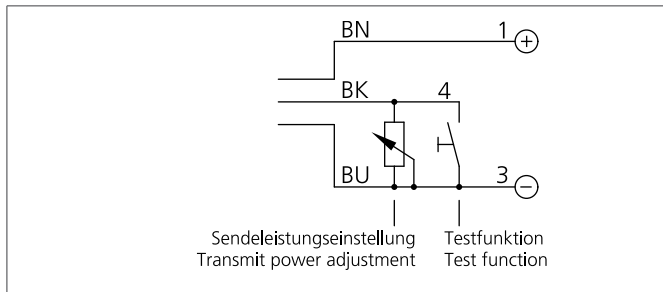 BN 1 +
BK 4
BU 3 −
Sendeleistungseinstellung Testfunktion
Transmit power adjustment Test function